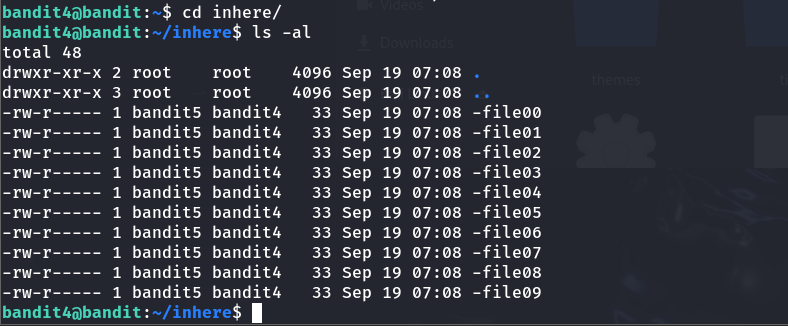 bandit4@bandit:~$ cd inhere/
bandit4@bandit:~/inhere$ ls -al
total 48
drwxr-xr-x 2 root    root    4096 Sep 19 07:08 .
drwxr-xr-x 3 root    root    4096 Sep 19 07:08 ..
-rw-r----- 1 bandit5 bandit4   33 Sep 19 07:08 -file00
-rw-r----- 1 bandit5 bandit4   33 Sep 19 07:08 -file01
-rw-r----- 1 bandit5 bandit4   33 Sep 19 07:08 -file02
-rw-r----- 1 bandit5 bandit4   33 Sep 19 07:08 -file03
-rw-r----- 1 bandit5 bandit4   33 Sep 19 07:08 -file04
-rw-r----- 1 bandit5 bandit4   33 Sep 19 07:08 -file05
-rw-r----- 1 bandit5 bandit4   33 Sep 19 07:08 -file06
-rw-r----- 1 bandit5 bandit4   33 Sep 19 07:08 -file07
-rw-r----- 1 bandit5 bandit4   33 Sep 19 07:08 -file08
-rw-r----- 1 bandit5 bandit4   33 Sep 19 07:08 -file09
bandit4@bandit:~/inhere$
Videos
Downloads
themes